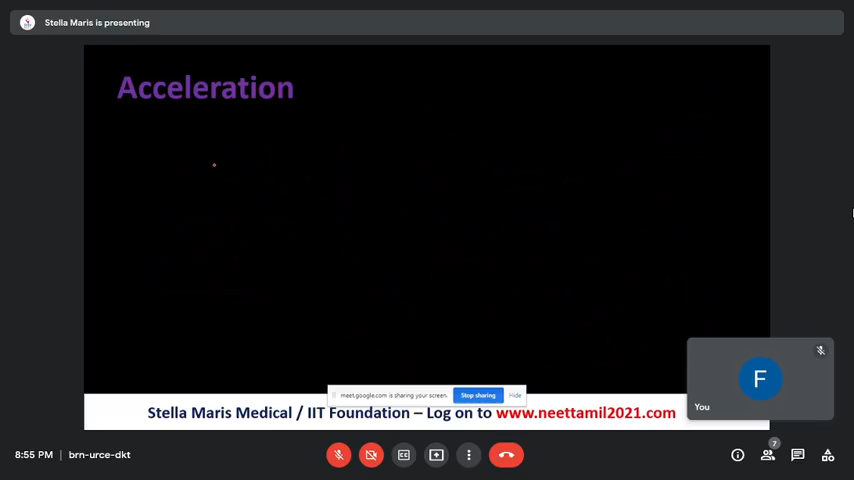 Stella Maris is presenting
Acceleration
meet.google.com is sharing your screen.
Stop sharing
Hide
Stella Maris Medical / IIT Foundation – Log on to www.neettamil2021.com
F
You
8:55 PM | brn-urce-dkt
7